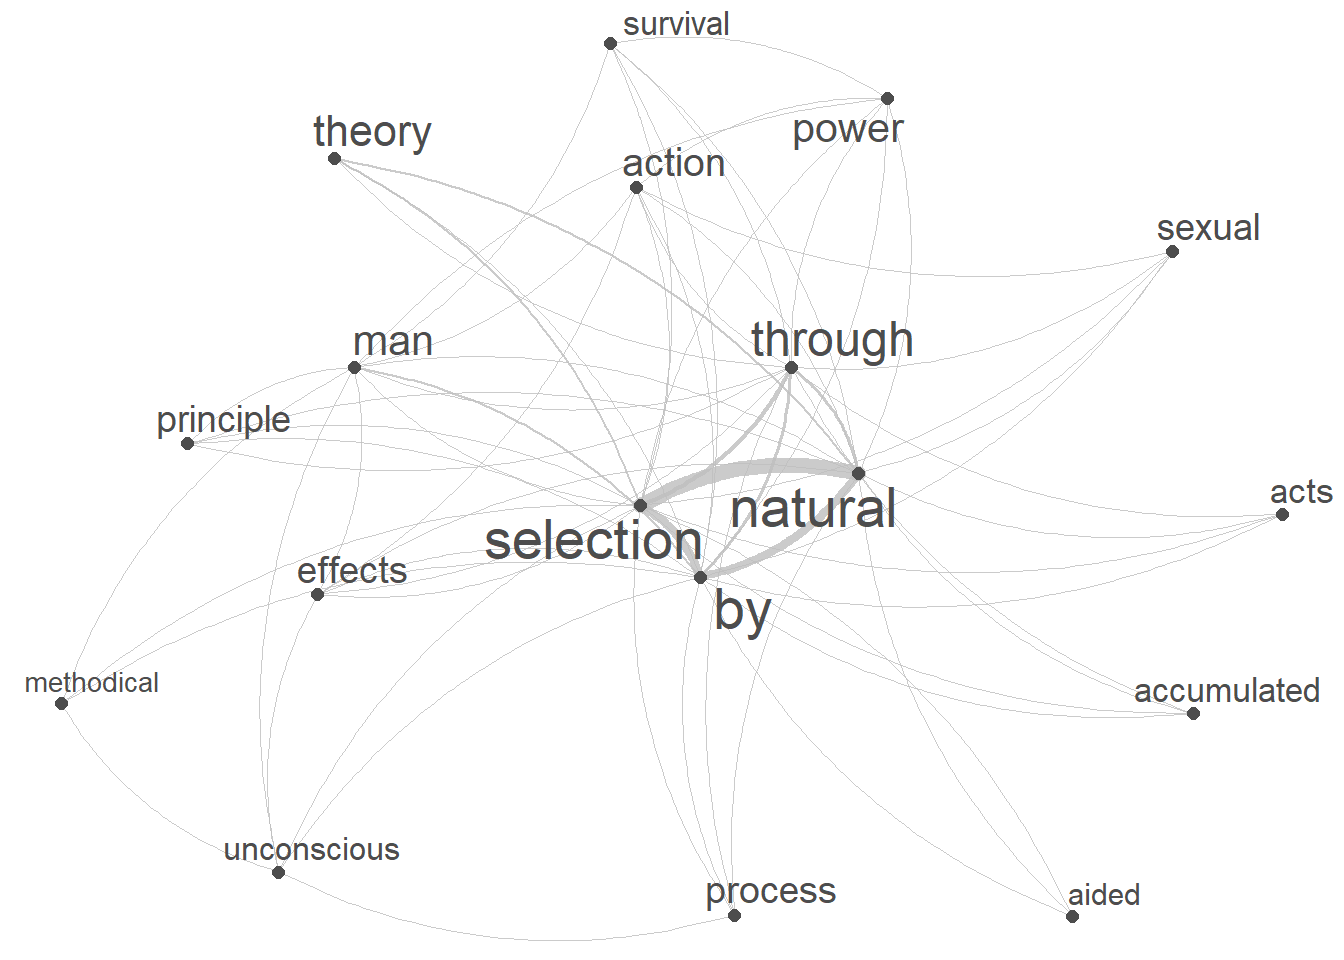 survival
power
theory
action
sexual
man
through
principle
natural
acts
selection
effects
by
methodical
accumulated
unconscious
process
aided